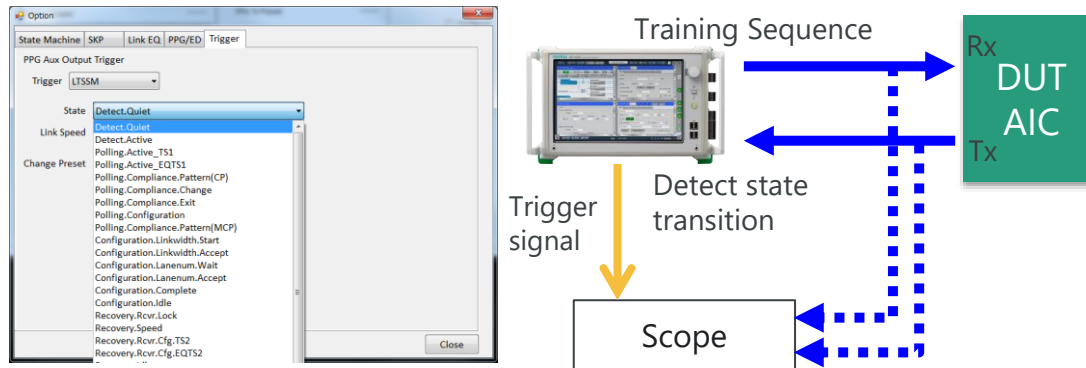 Option
State Machine SKP Link EQ PPG/ED Trigger
PPG Aux Output Trigger
Trigger LTSSM
State Detect.Quiet
Link Speed
Change Preset
Detect.Quiet
Detect.Active
Polling.Active_TS1
Polling.Active_EQTS1
Polling.Compliance.Pattern(CP)
Polling.Compliance.Change
Polling.Compliance.Exit
Polling.Configuration
Polling.Compliance.Pattern(MCP)
Configuration.Linkwidth.Start
Configuration.Linkwidth.Accept
Configuration.Lanenum.Wait
Configuration.Lanenum.Accept
Configuration.Complete
Configuration.Idle
Recovery.Rcvr.Lock
Recovery.Speed
Recovery.Rcvr.Cfg.TS2
Recovery.Rcvr.Cfg.EQTS2
Close
Training Sequence
Rx
DUT
AIC
Tx
Detect state
transition
Trigger
signal
Scope